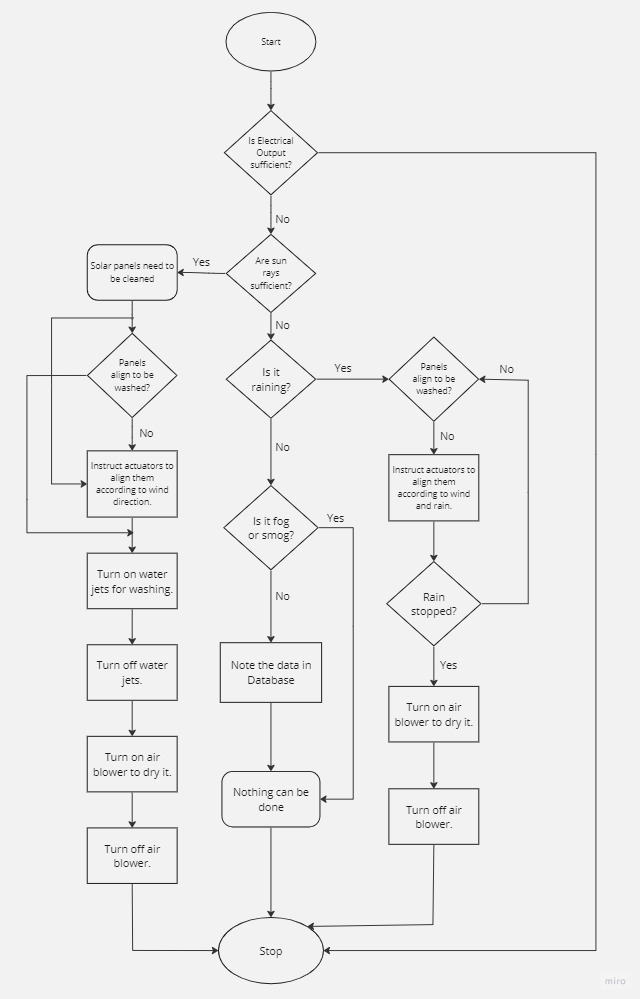 Start
Is Electrical
Output
sufficient?
No
Are sun
rays
sufficient?
Yes
Solar panels need to
be cleaned
No
Panels
align to be
washed?
Is it
raining?
Yes
Panels
align to be
washed?
No
No
No
No
Instruct actuators to
align them
according to wind
direction.
Instruct actuators to
align them
according to wind
and rain.
Is it fog
or smog?
Yes
Turn on water
jets for washing.
No
Rain
stopped?
Yes
Turn off water
jets.
Note the data in
Database
Turn on air
blower to dry it.
Turn on air
blower to dry it.
Nothing can be
done
Turn off air
blower.
Turn off air
blower.
Stop
miro